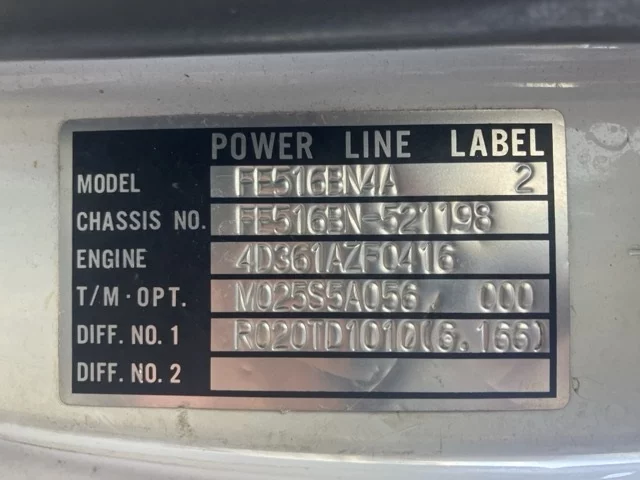 POWER LINE LABEL
MODEL FE516BN4A 2
CHASSIS NO. FE516BN-521198
ENGINE 4D361AZF0416
T/M·OPT. M025S5A056 000
DIFF. NO. 1 R020TD1010(6.166)
DIFF. NO. 2